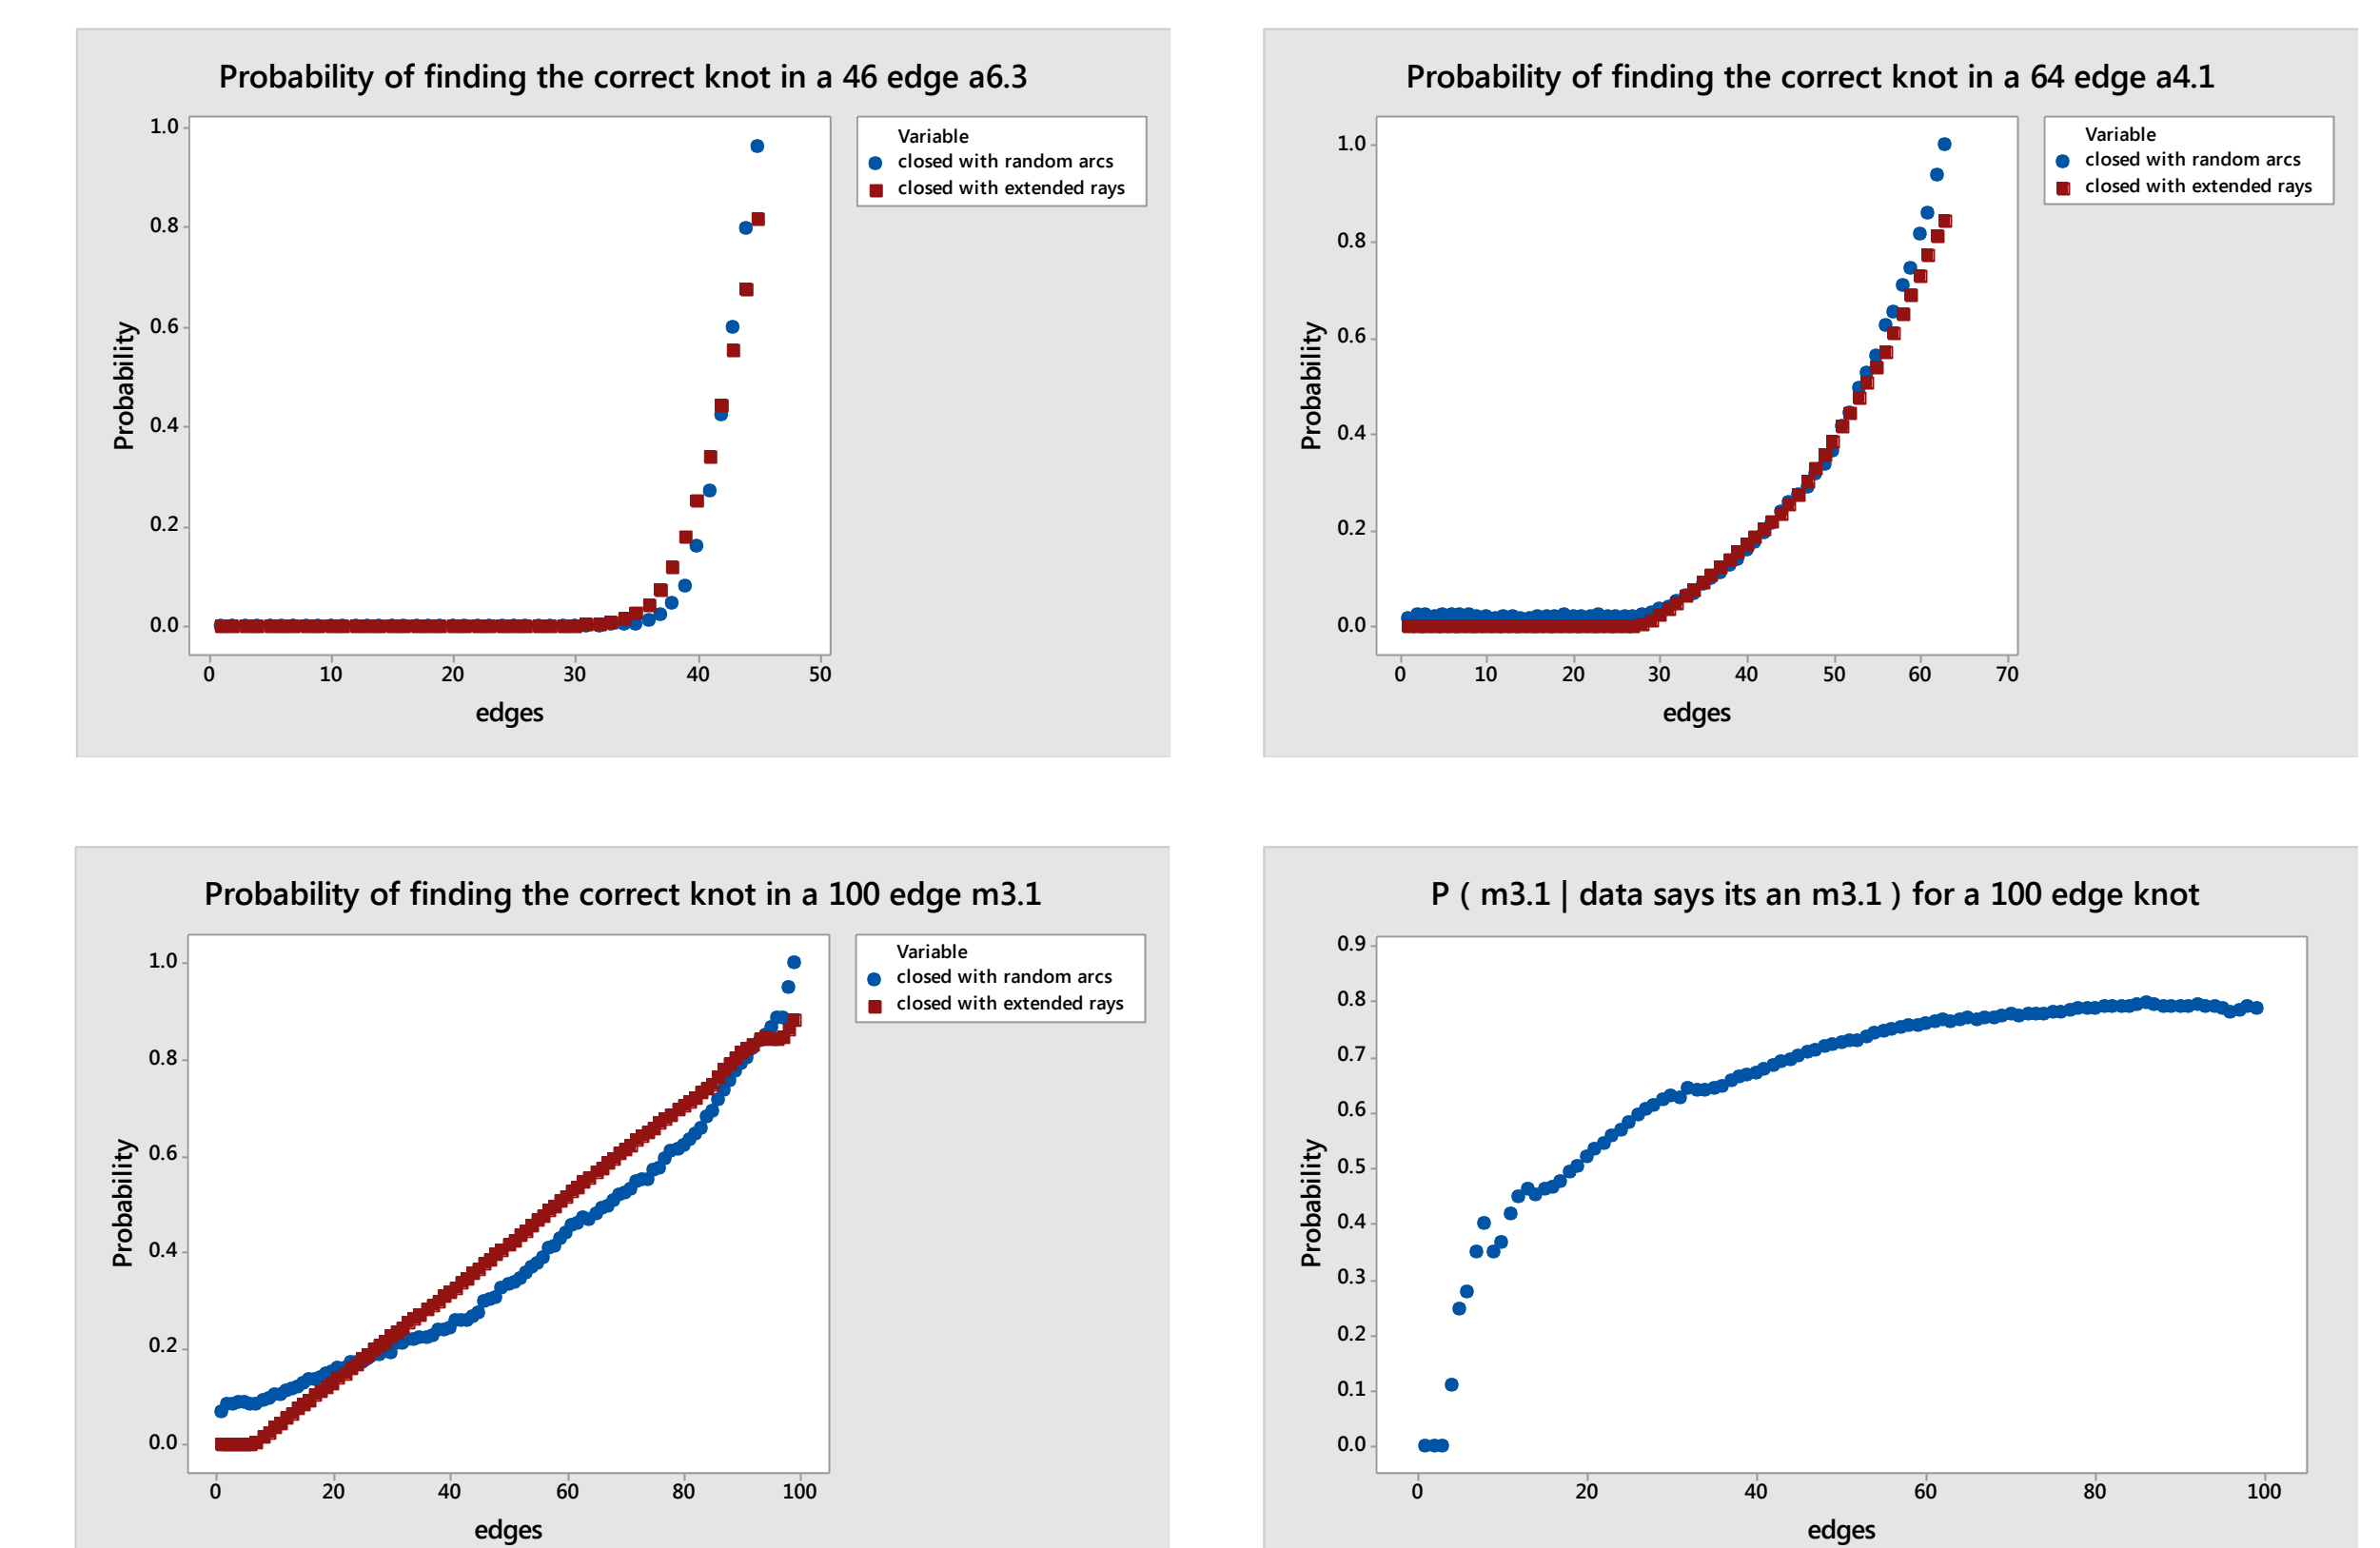 Probability of finding the correct knot in a 46 edge a6.3
Variable
closed with random arcs
closed with extended rays
Probability
1.0
0.8
0.6
0.4
0.2
0.0
0 10 20 30 40 50
edges
Probability of finding the correct knot in a 64 edge a4.1
Variable
closed with random arcs
closed with extended rays
Probability
1.0
0.8
0.6
0.4
0.2
0.0
0 10 20 30 40 50 60 70
edges
Probability of finding the correct knot in a 100 edge m3.1
Variable
closed with random arcs
closed with extended rays
Probability
1.0
0.8
0.6
0.4
0.2
0.0
0 20 40 60 80 100
edges
P ( m3.1 | data says its an m3.1 ) for a 100 edge knot
Probability
0.9
0.8
0.7
0.6
0.5
0.4
0.3
0.2
0.1
0.0
0 20 40 60 80 100
edges